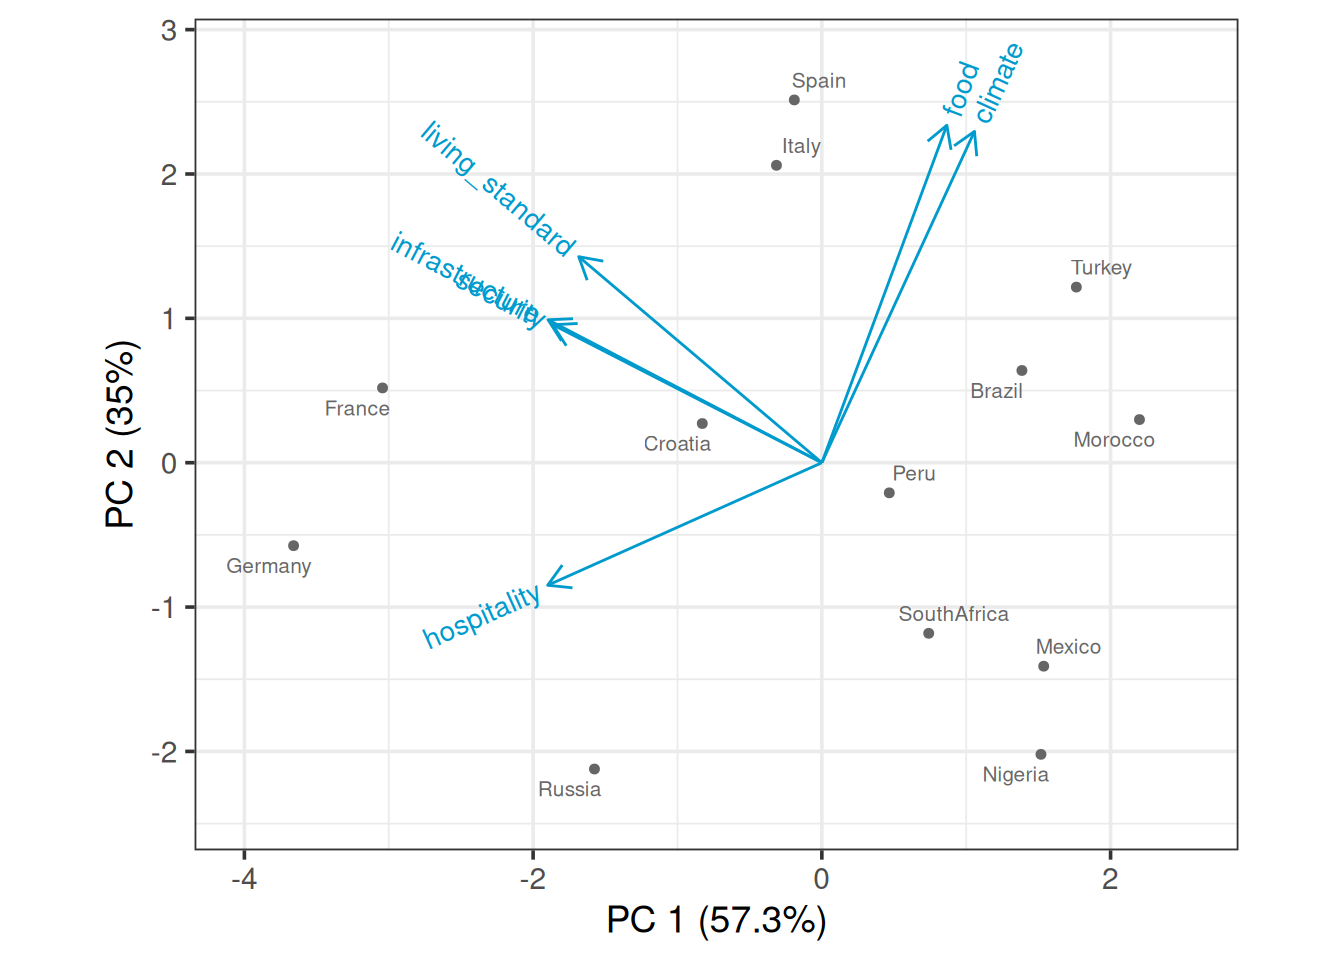 3
2
1
0
-1
-2
PC 2 (35%)
Spain
Italy
food
climate
living_standard
infrastructure
security
Turkey
Brazil
France
Croatia
Morocco
Peru
Germany
hospitality
SouthAfrica
Mexico
Nigeria
Russia
-4
-2
0
2
PC 1 (57.3%)